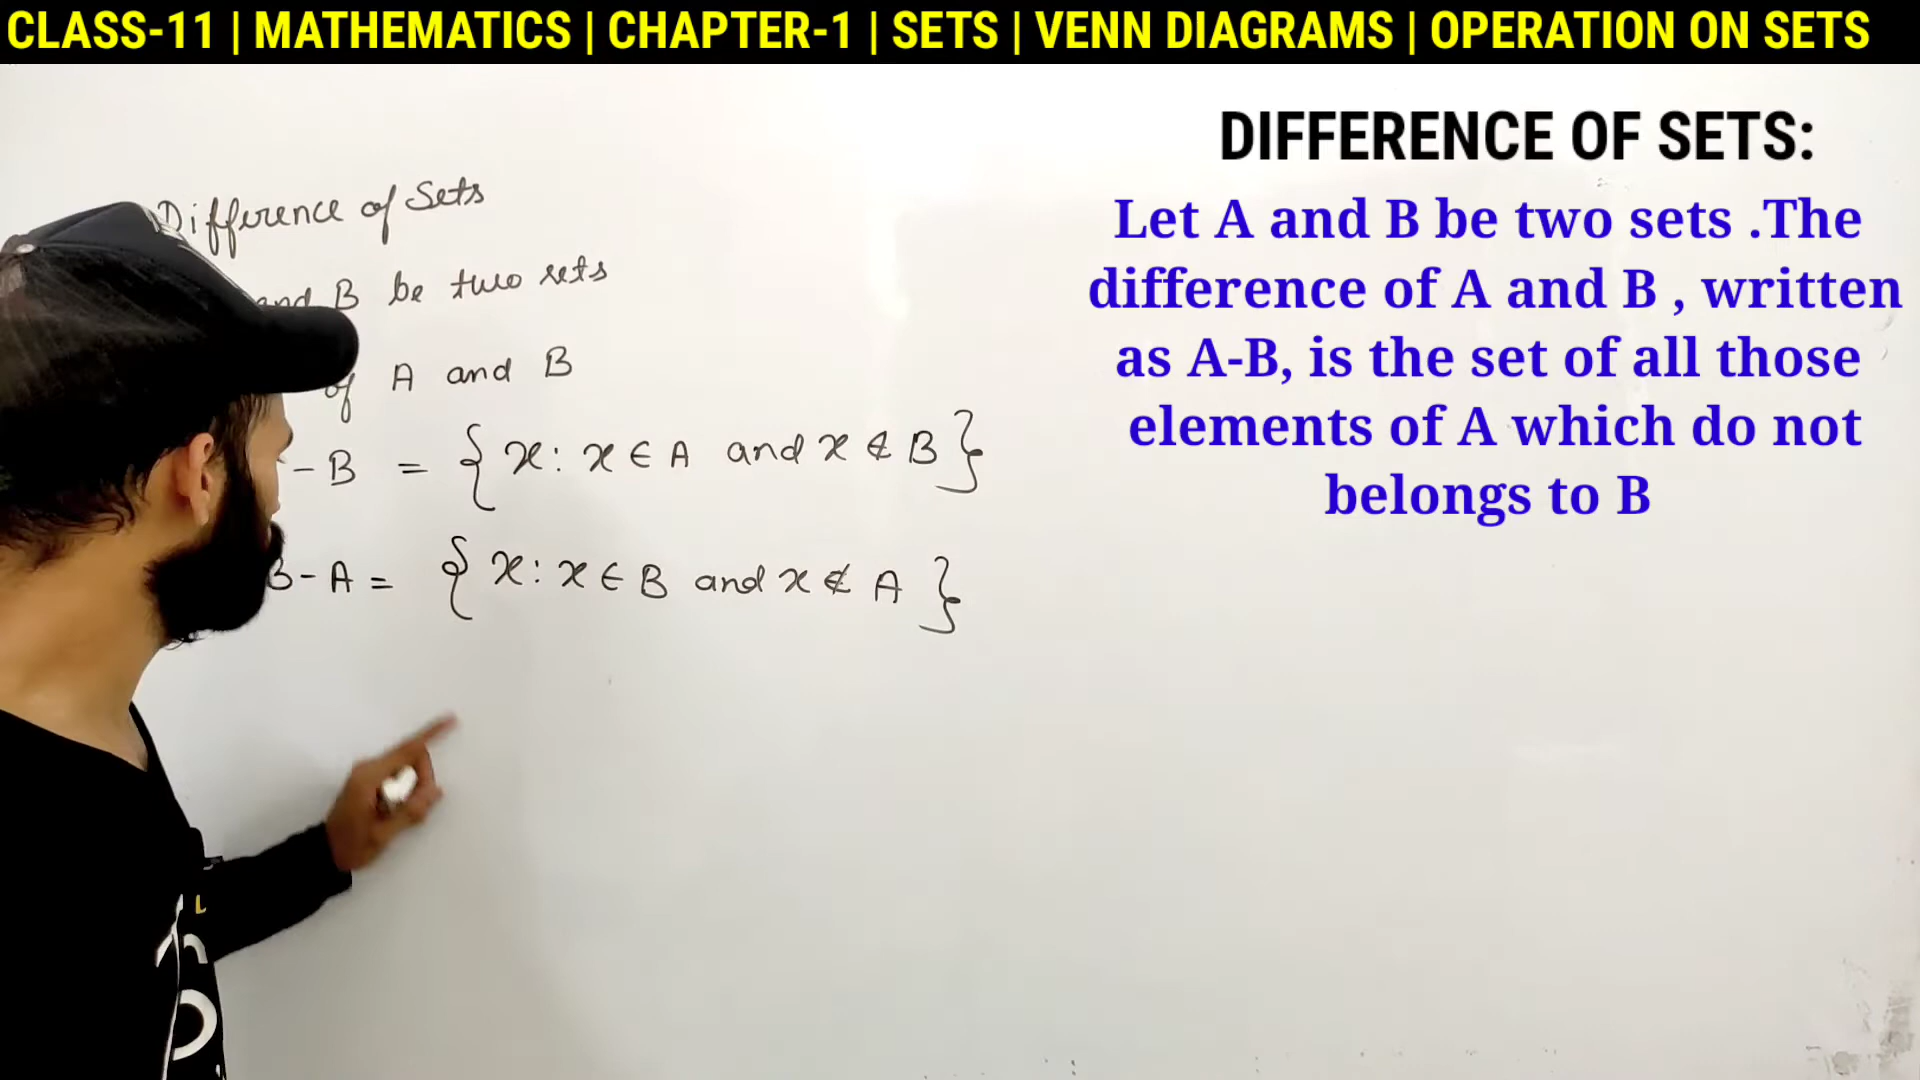 CLASS-11 | MATHEMATICS | CHAPTER-1 | SETS | VENN DIAGRAMS | OPERATION ON SETS
Difference of Sets
and B be two sets
of A and B
- B = { x : x ∈ A and x ∉ B }
B - A = { x : x ∈ B and x ∉ A }
DIFFERENCE OF SETS:
Let A and B be two sets .The
difference of A and B , written
as A-B, is the set of all those
elements of A which do not
belongs to B